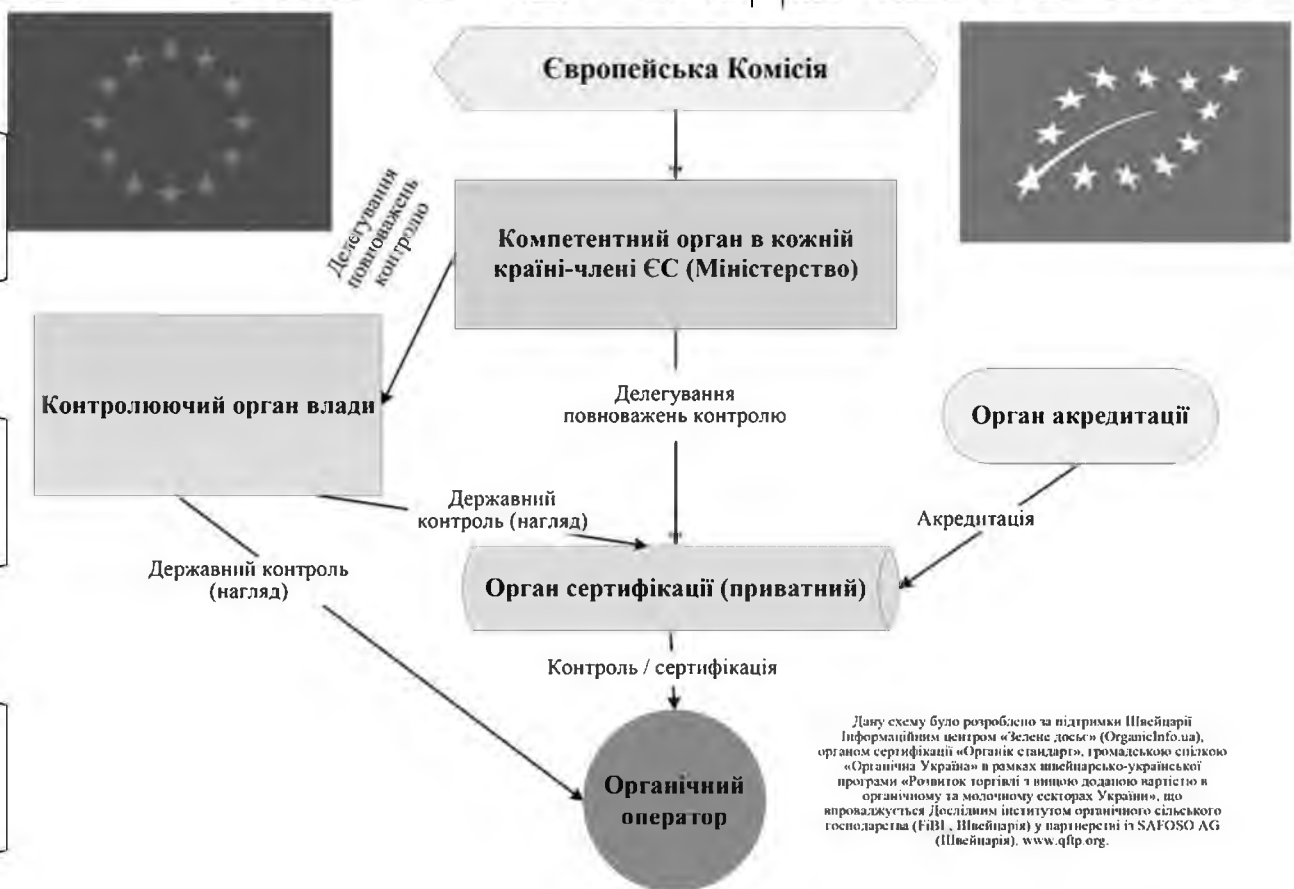 Європейська Комісія
Делегування
повноважень
контролю
Компетентний орган в кожній
країні-члені ЄС (Міністерство)
Контролюючий орган влади
Делегування
повноважень контролю
Орган акредитації
Державний
контроль (нагляд)
Акредитація
Державний контроль
(нагляд)
Орган сертифікації (приватний)
Контроль / сертифікація
Органічний
оператор
Дану схему було розроблено за підтримки Швейцарії
Інформаційним центром «Зелене досьє» (OrganicInfo.ua),
органом сертифікації «Органік стандарт», громадською спілкою
«Органічна Україна» в рамках швейцарсько-української
програми «Розвиток торгівлі з вищою доданою вартістю в
органічному та молочному секторах України», що
впроваджується Дослідним інститутом органічного сільського
господарства (FiBL, Швейцарія) у партнерстві із SAFOSO AG
(Швейцарія), www.qftp.org.